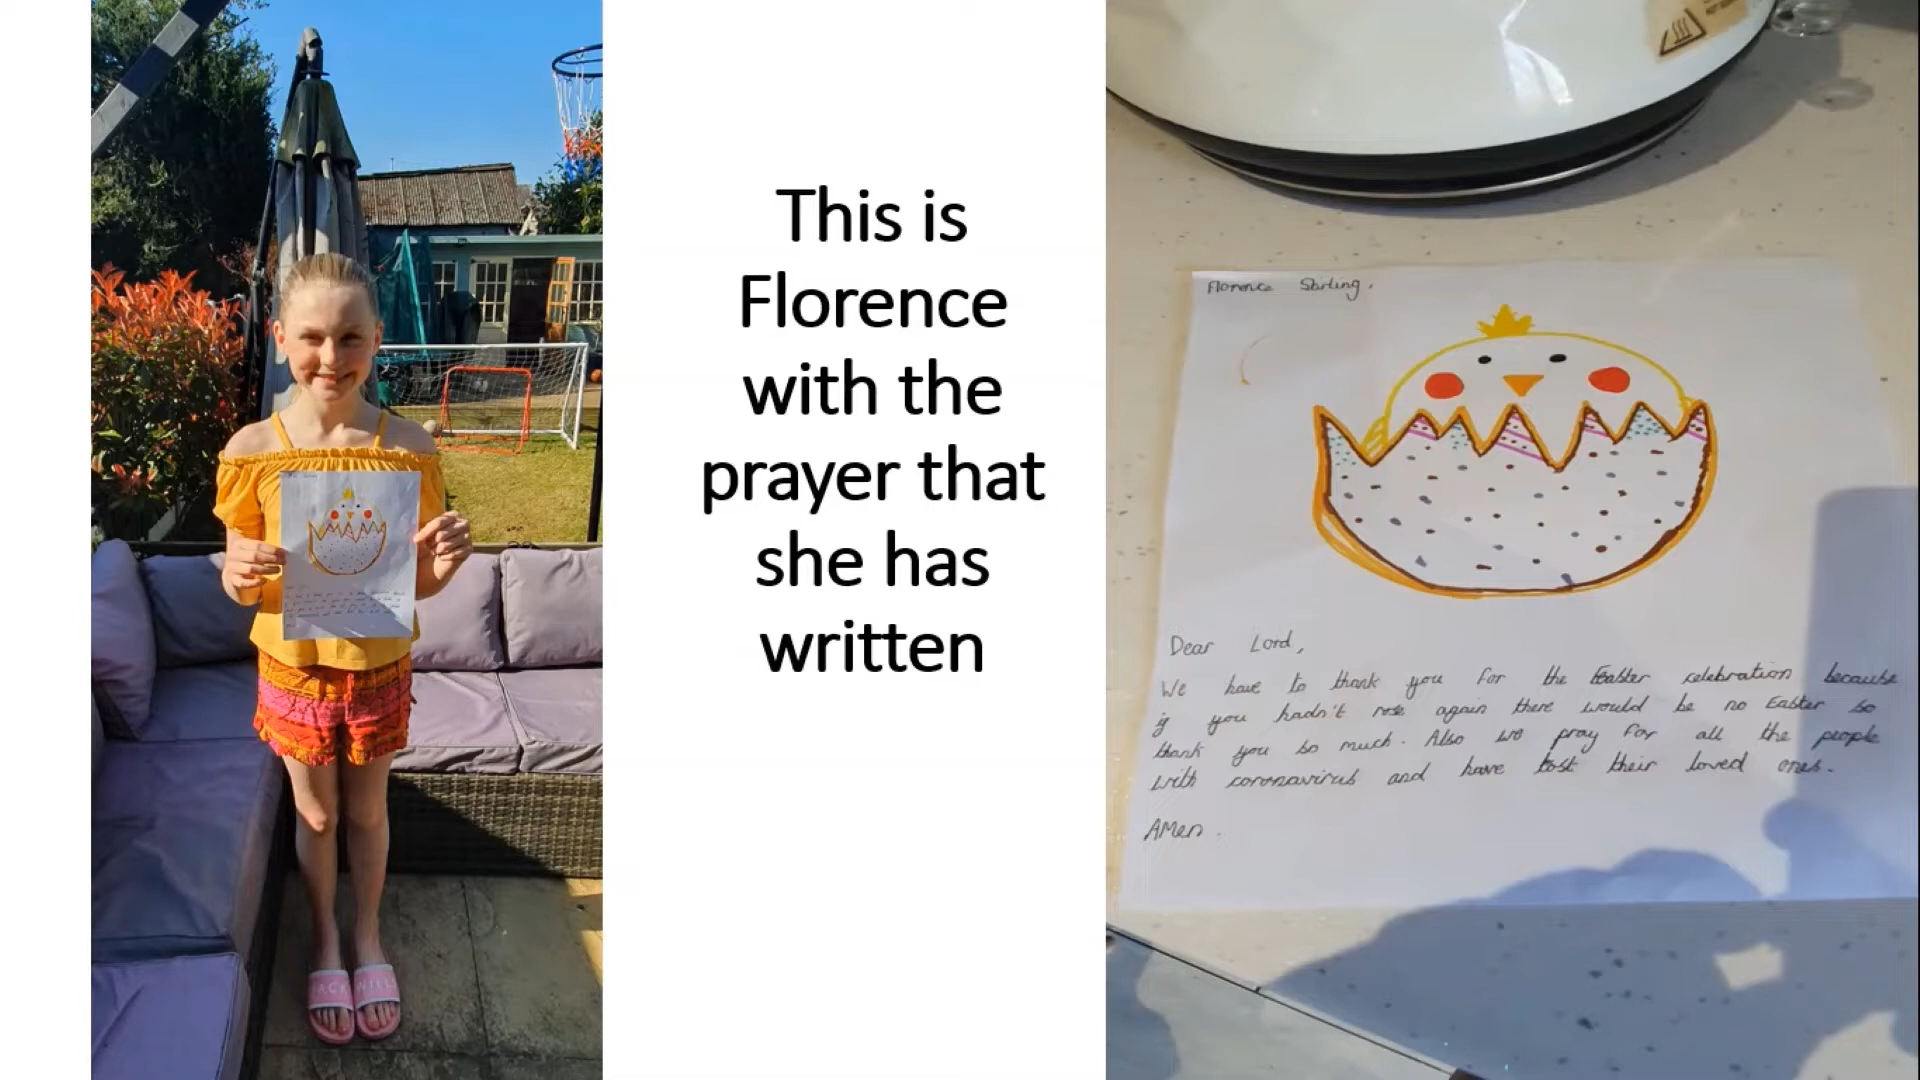 This is
Florence
with the
prayer that
she has
written
Florence Stirling.
Dear Lord,
We have to thank you for the Easter celebration because
if you hadn't rose again there would be no Easter so
thank you so much. Also we pray for all the people
with coronavirus and have lost their loved ones.
AMen.
JACK WILLS